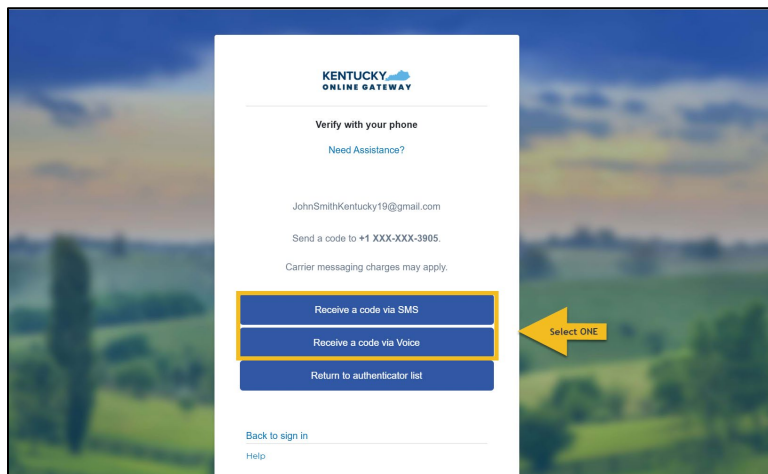 KENTUCKY
ONLINE GATEWAY
Verify with your phone
Need Assistance?
JohnSmithKentucky19@gmail.com
Send a code to +1 XXX-XXX-3905.
Carrier messaging charges may apply.
Receive a code via SMS
Receive a code via Voice
Select ONE
Return to authenticator list
Back to sign in
Help